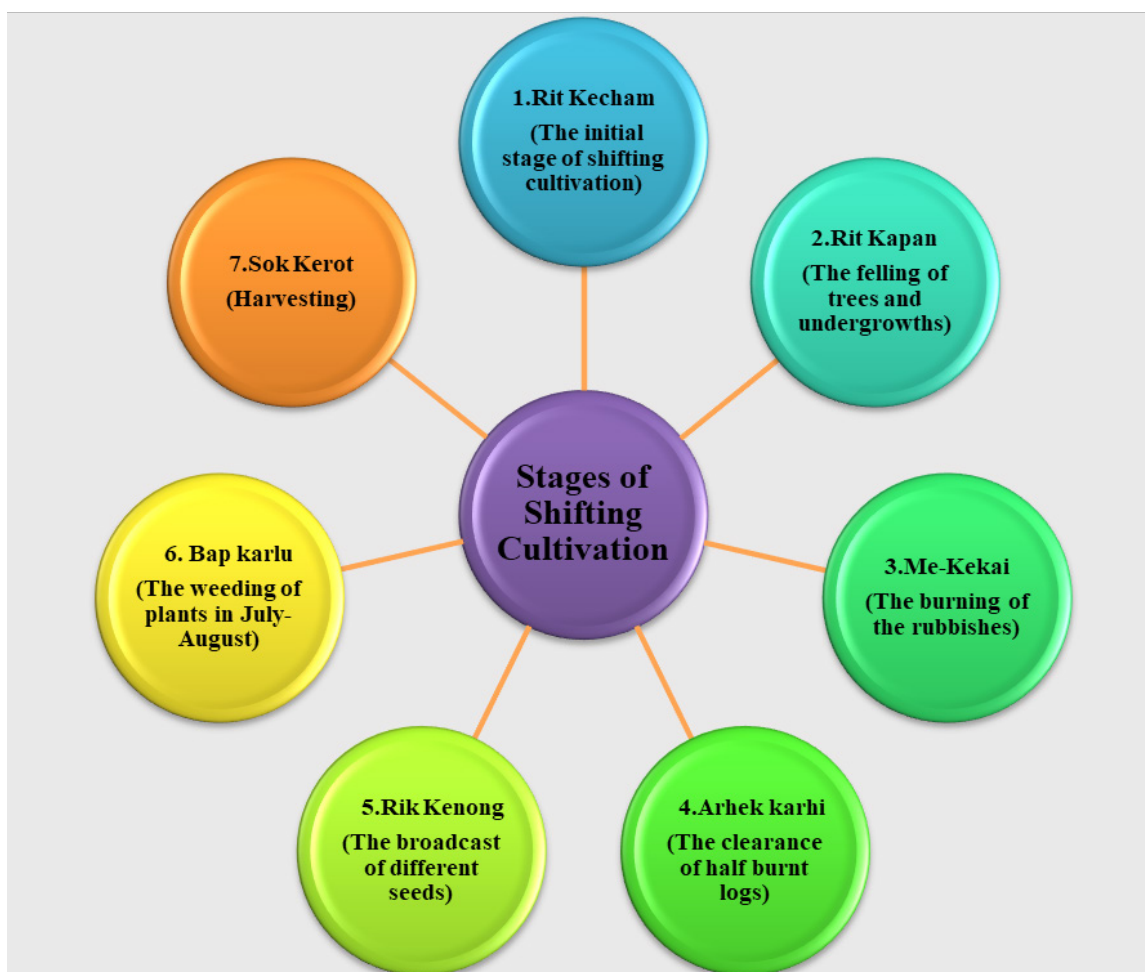 1.Rit Kecham
(The initial
stage of shifting
cultivation)
2.Rit Kapan
(The felling of
trees and
undergrowths)
3.Me-Kekai
(The burning of
the rubbishes)
4.Arhek karhi
(The clearance
of half burnt
logs)
5.Rik Kenong
(The broadcast
of different
seeds)
6. Bap karlu
(The weeding of
plants in July-
August)
7.Sok Kerot
(Harvesting)
Stages of
Shifting
Cultivation